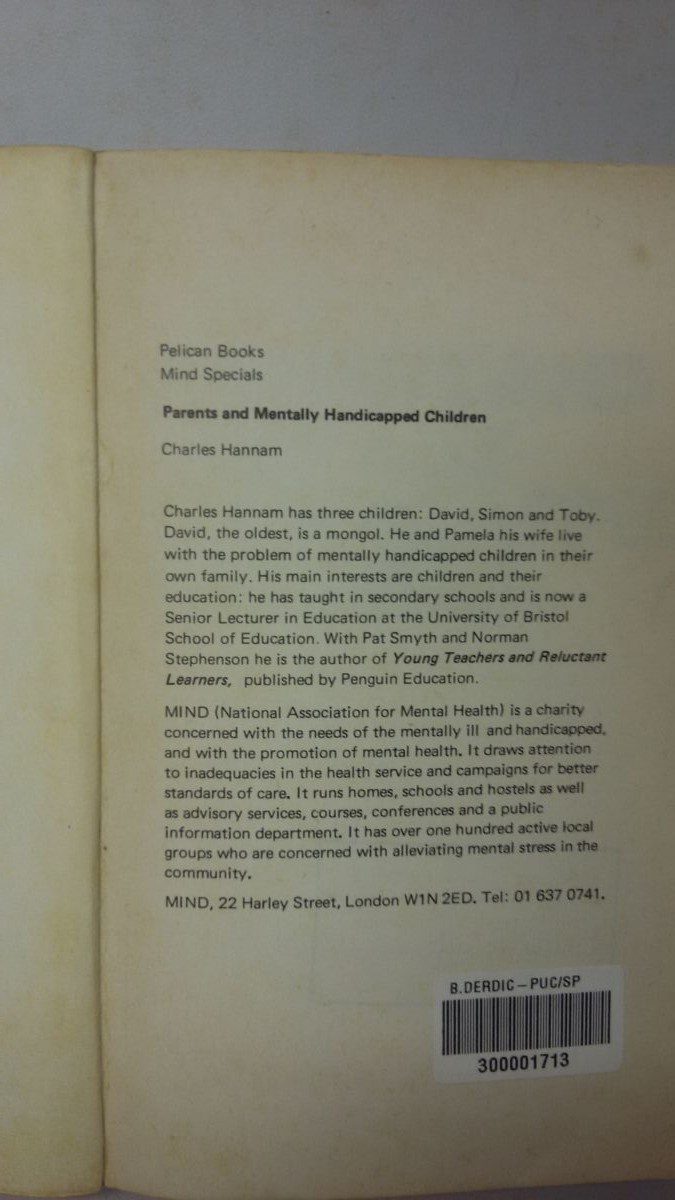 Pelican Books
Mind Specials
Parents and Mentally Handicapped Children
Charles Hannam
Charles Hannam has three children: David, Simon and Toby.
David, the oldest, is a mongol. He and Pamela his wife live
with the problem of mentally handicapped children in their
own family. His main interests are children and their
education: he has taught in secondary schools and is now a
Senior Lecturer in Education at the University of Bristol
School of Education. With Pat Smyth and Norman
Stephenson he is the author of Young Teachers and Reluctant
Learners, published by Penguin Education.
MIND (National Association for Mental Health) is a charity
concerned with the needs of the mentally ill and handicapped,
and with the promotion of mental health. It draws attention
to inadequacies in the health service and campaigns for better
standards of care. It runs homes, schools and hostels as well
as advisory services, courses, conferences and a public
information department. It has over one hundred active local
groups who are concerned with alleviating mental stress in the
community.
MIND, 22 Harley Street, London W1N 2ED. Tel: 01 637 0741.
B.DERDIC – PUC/SP
300001713